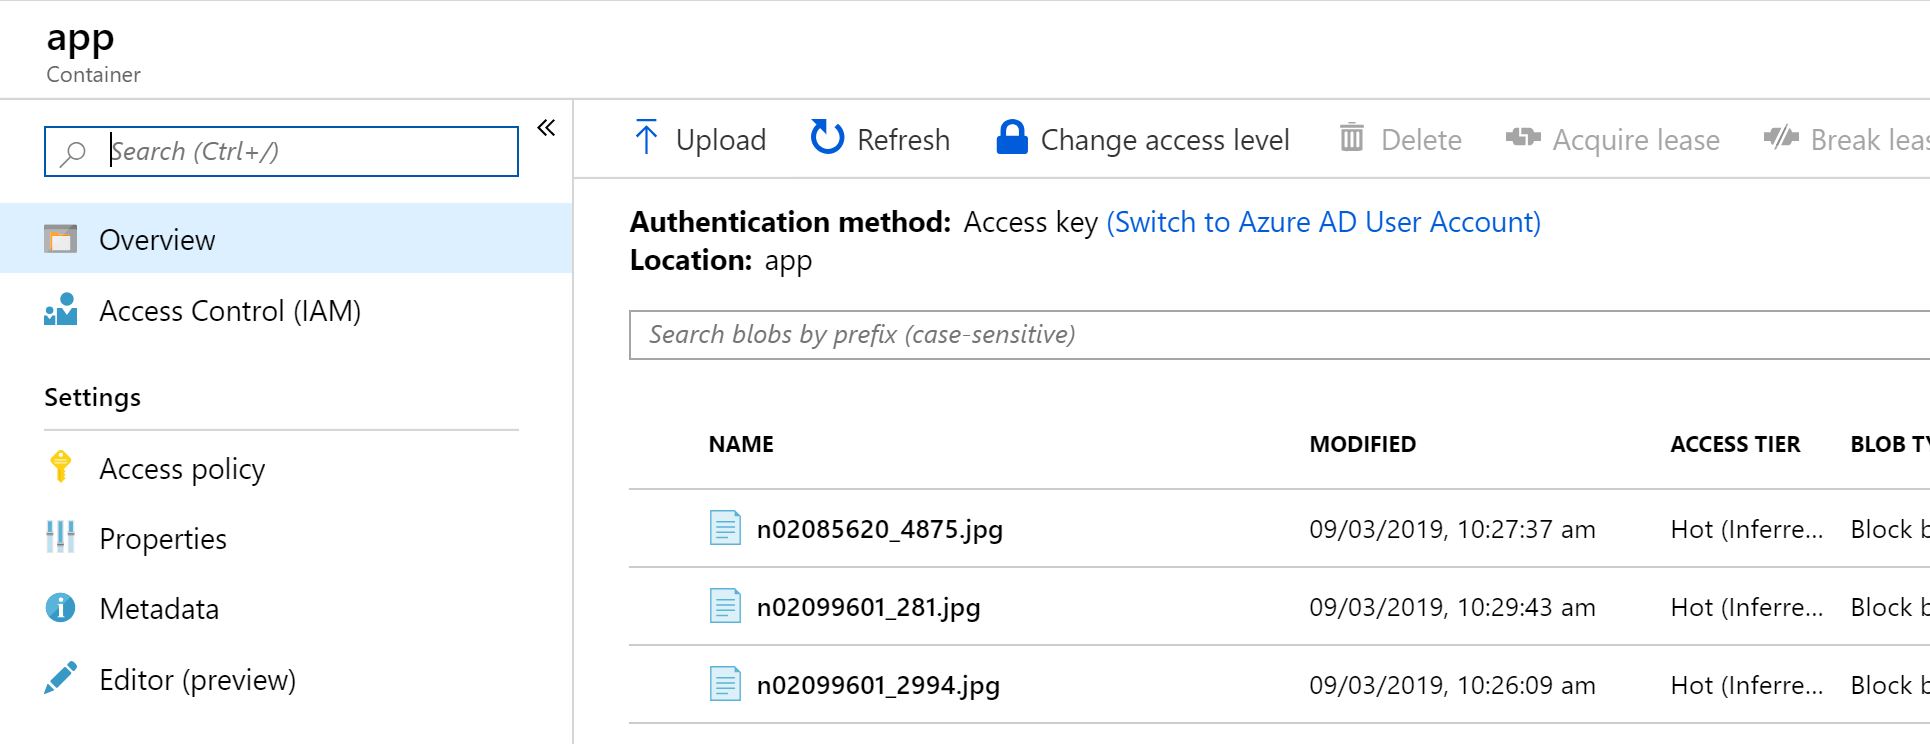 app
Container
Search (Ctrl+/)
Overview
Access Control (IAM)
Settings
Access policy
Properties
Metadata
Editor (preview)
Upload Refresh Change access level Delete Acquire lease Break leas
Authentication method: Access key (Switch to Azure AD User Account)
Location: app
Search blobs by prefix (case-sensitive)
NAME MODIFIED ACCESS TIER BLOB TY
n02085620_4875.jpg 09/03/2019, 10:27:37 am Hot (Inferre... Block b
n02099601_281.jpg 09/03/2019, 10:29:43 am Hot (Inferre... Block b
n02099601_2994.jpg 09/03/2019, 10:26:09 am Hot (Inferre... Block b